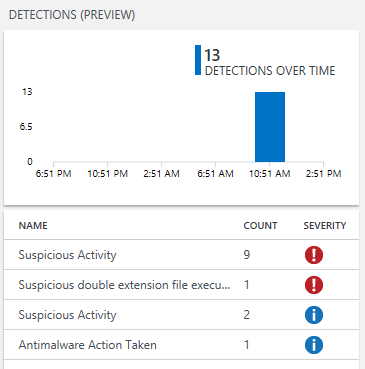 DETECTIONS (PREVIEW)
13
DETECTIONS OVER TIME
13
6.5
0
6:51 PM 10:51 PM 2:51 AM 6:51 AM 10:51 AM 2:51 PM
NAME COUNT SEVERITY
Suspicious Activity 9
Suspicious double extension file execu... 1
Suspicious Activity 2
Antimalware Action Taken 1